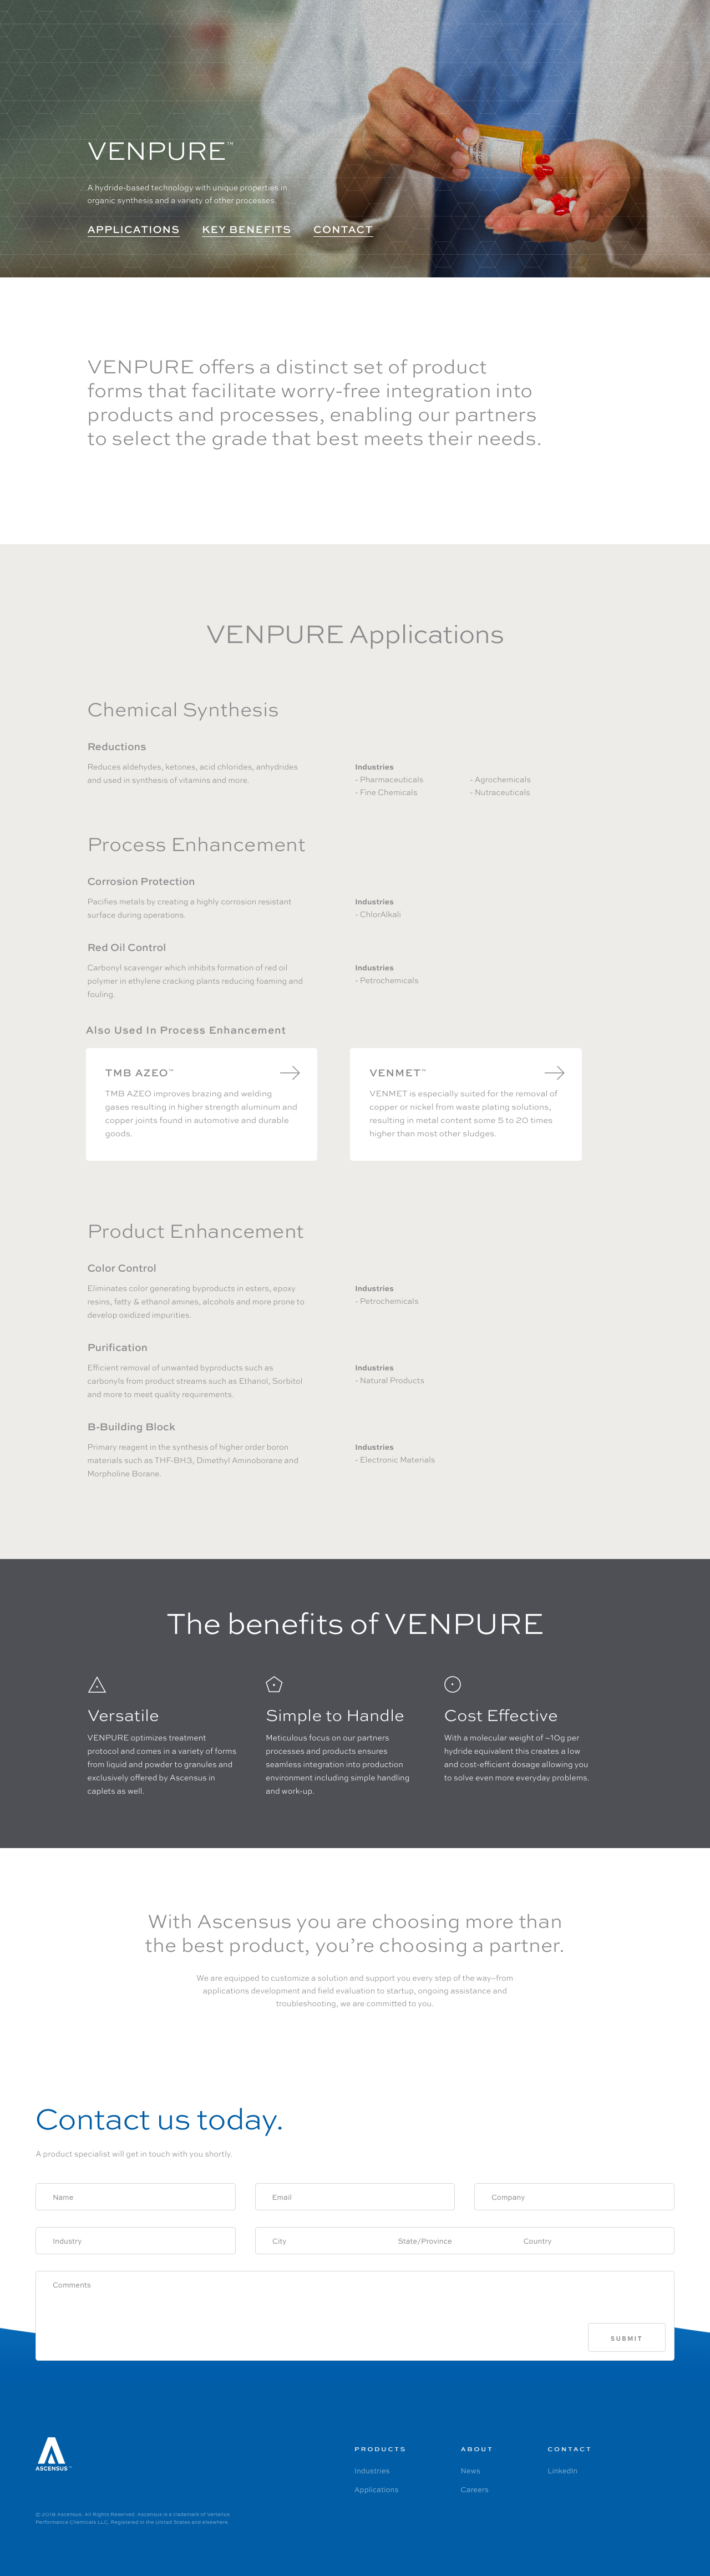 VENPURE™
A hydride-based technology with unique properties in
organic synthesis and a variety of other processes.
APPLICATIONS KEY BENEFITS CONTACT
VENPURE offers a distinct set of product
forms that facilitate worry-free integration into
products and processes, enabling our partners
to select the grade that best meets their needs.
VENPURE Applications
Chemical Synthesis
Reductions
Reduces aldehydes, ketones, acid chlorides, anhydrides
and used in synthesis of vitamins and more.
Industries
- Pharmaceuticals
- Fine Chemicals
- Agrochemicals
- Nutraceuticals
Process Enhancement
Corrosion Protection
Pacifies metals by creating a highly corrosion resistant
surface during operations.
Industries
- ChlorAlkali
Red Oil Control
Carbonyl scavenger which inhibits formation of red oil
polymer in ethylene cracking plants reducing foaming and
fouling.
Industries
- Petrochemicals
Also Used In Process Enhancement
TMB AZEO™
TMB AZEO improves brazing and welding
gases resulting in higher strength aluminum and
copper joints found in automotive and durable
goods.
VENMET™
VENMET is especially suited for the removal of
copper or nickel from waste plating solutions,
resulting in metal content some 5 to 20 times
higher than most other sludges.
Product Enhancement
Color Control
Eliminates color generating byproducts in esters, epoxy
resins, fatty & ethanol amines, alcohols and more prone to
develop oxidized impurities.
Industries
- Petrochemicals
Purification
Efficient removal of unwanted byproducts such as
carbonyls from product streams such as Ethanol, Sorbitol
and more to meet quality requirements.
Industries
- Natural Products
B-Building Block
Primary reagent in the synthesis of higher order boron
materials such as THF-BH3, Dimethyl Aminoborane and
Morpholine Borane.
Industries
- Electronic Materials
The benefits of VENPURE
Versatile
VENPURE optimizes treatment
protocol and comes in a variety of forms
from liquid and powder to granules and
exclusively offered by Ascensus in
caplets as well.
Simple to Handle
Meticulous focus on our partners
processes and products ensures
seamless integration into production
environment including simple handling
and work-up.
Cost Effective
With a molecular weight of ~10g per
hydride equivalent this creates a low
and cost-efficient dosage allowing you
to solve even more everyday problems.
With Ascensus you are choosing more than
the best product, you're choosing a partner.
We are equipped to customize a solution and support you every step of the way—from
applications development and field evaluation to startup, ongoing assistance and
troubleshooting, we are committed to you.
Contact us today.
A product specialist will get in touch with you shortly.
Name Email Company
Industry City State/Province Country
Comments
SUBMIT
ASCENSUS™
PRODUCTS
Industries
Applications
ABOUT
News
Careers
CONTACT
LinkedIn
© 2018 Ascensus. All Rights Reserved. Ascensus is a trademark of Vertellus
Performance Chemicals LLC. Registered in the United States and elsewhere.